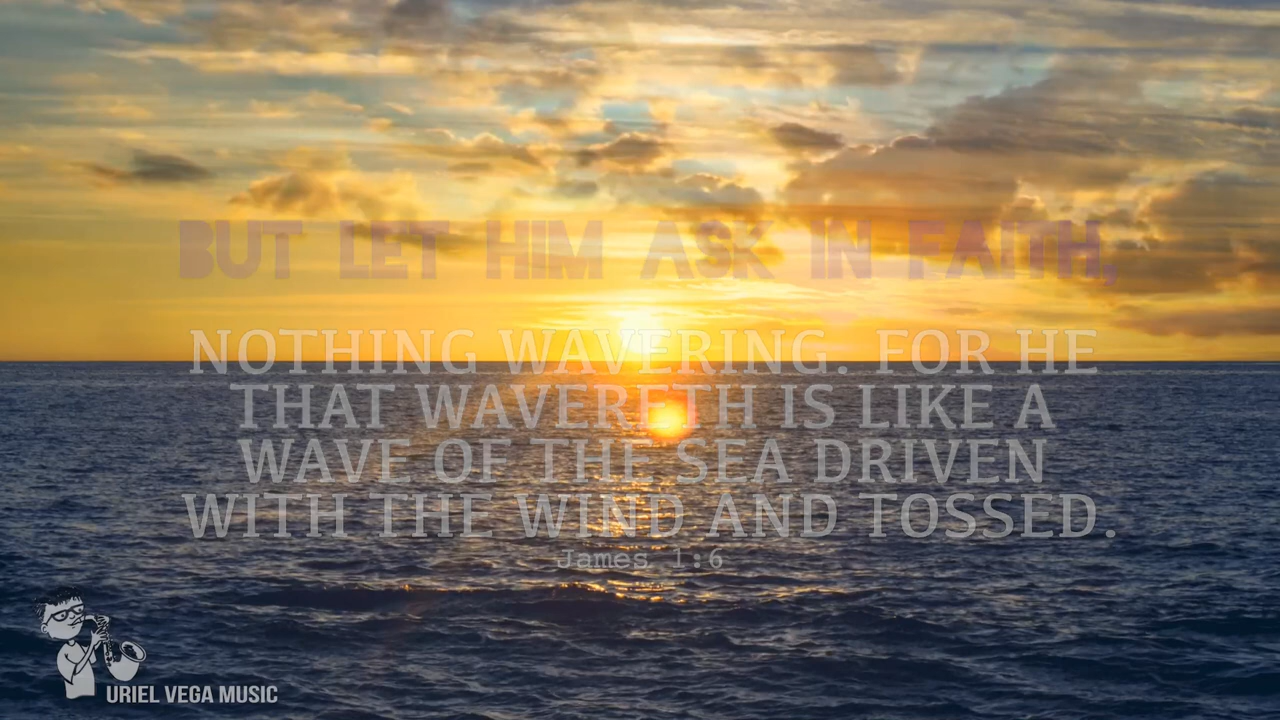 BUT LET HIM ASK IN FAITH,
NOTHING WAVERING. FOR HE
THAT WAVERETH IS LIKE A
WAVE OF THE SEA DRIVEN
WITH THE WIND AND TOSSED.
James 1:6
URIEL VEGA MUSIC